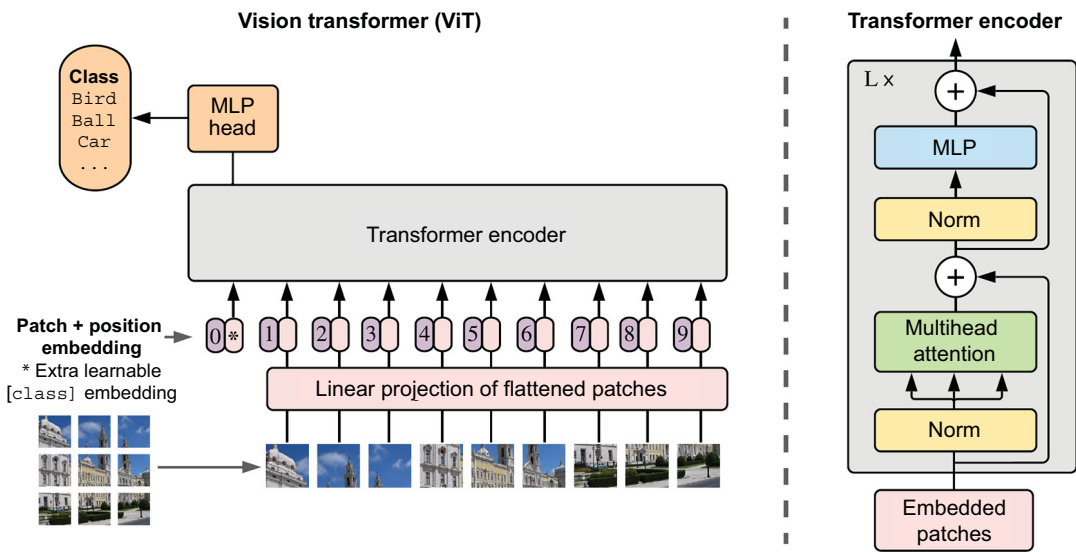 Vision transformer (ViT)
Class
Bird
Ball
Car
...
MLP
head
Transformer encoder
0 * 1 2 3 4 5 6 7 8 9
Patch + position
embedding
* Extra learnable
[class] embedding
Linear projection of flattened patches
Transformer encoder
L ×
+
MLP
Norm
+
Multihead
attention
Norm
Embedded
patches